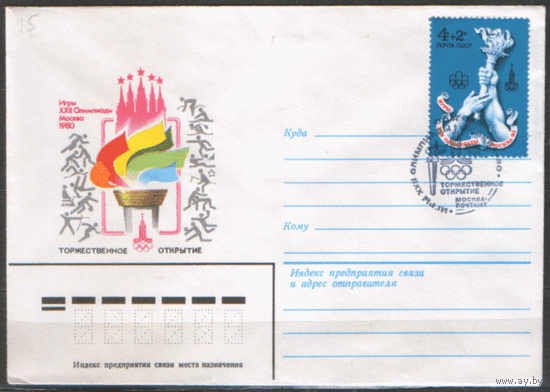 15
4+2к
ПОЧТА СССР
Игры
XXII Олимпиады
Москва
1980
Куда
ТОРЖЕСТВЕННОЕ
ОТКРЫТИЕ
МОСКВА-
ПОЧТАМТ
Кому
ТОРЖЕСТВЕННОЕ ОТКРЫТИЕ
Индекс предприятия связи
и адрес отправителя
Индекс предприятия связи места назначения
www.ay.by